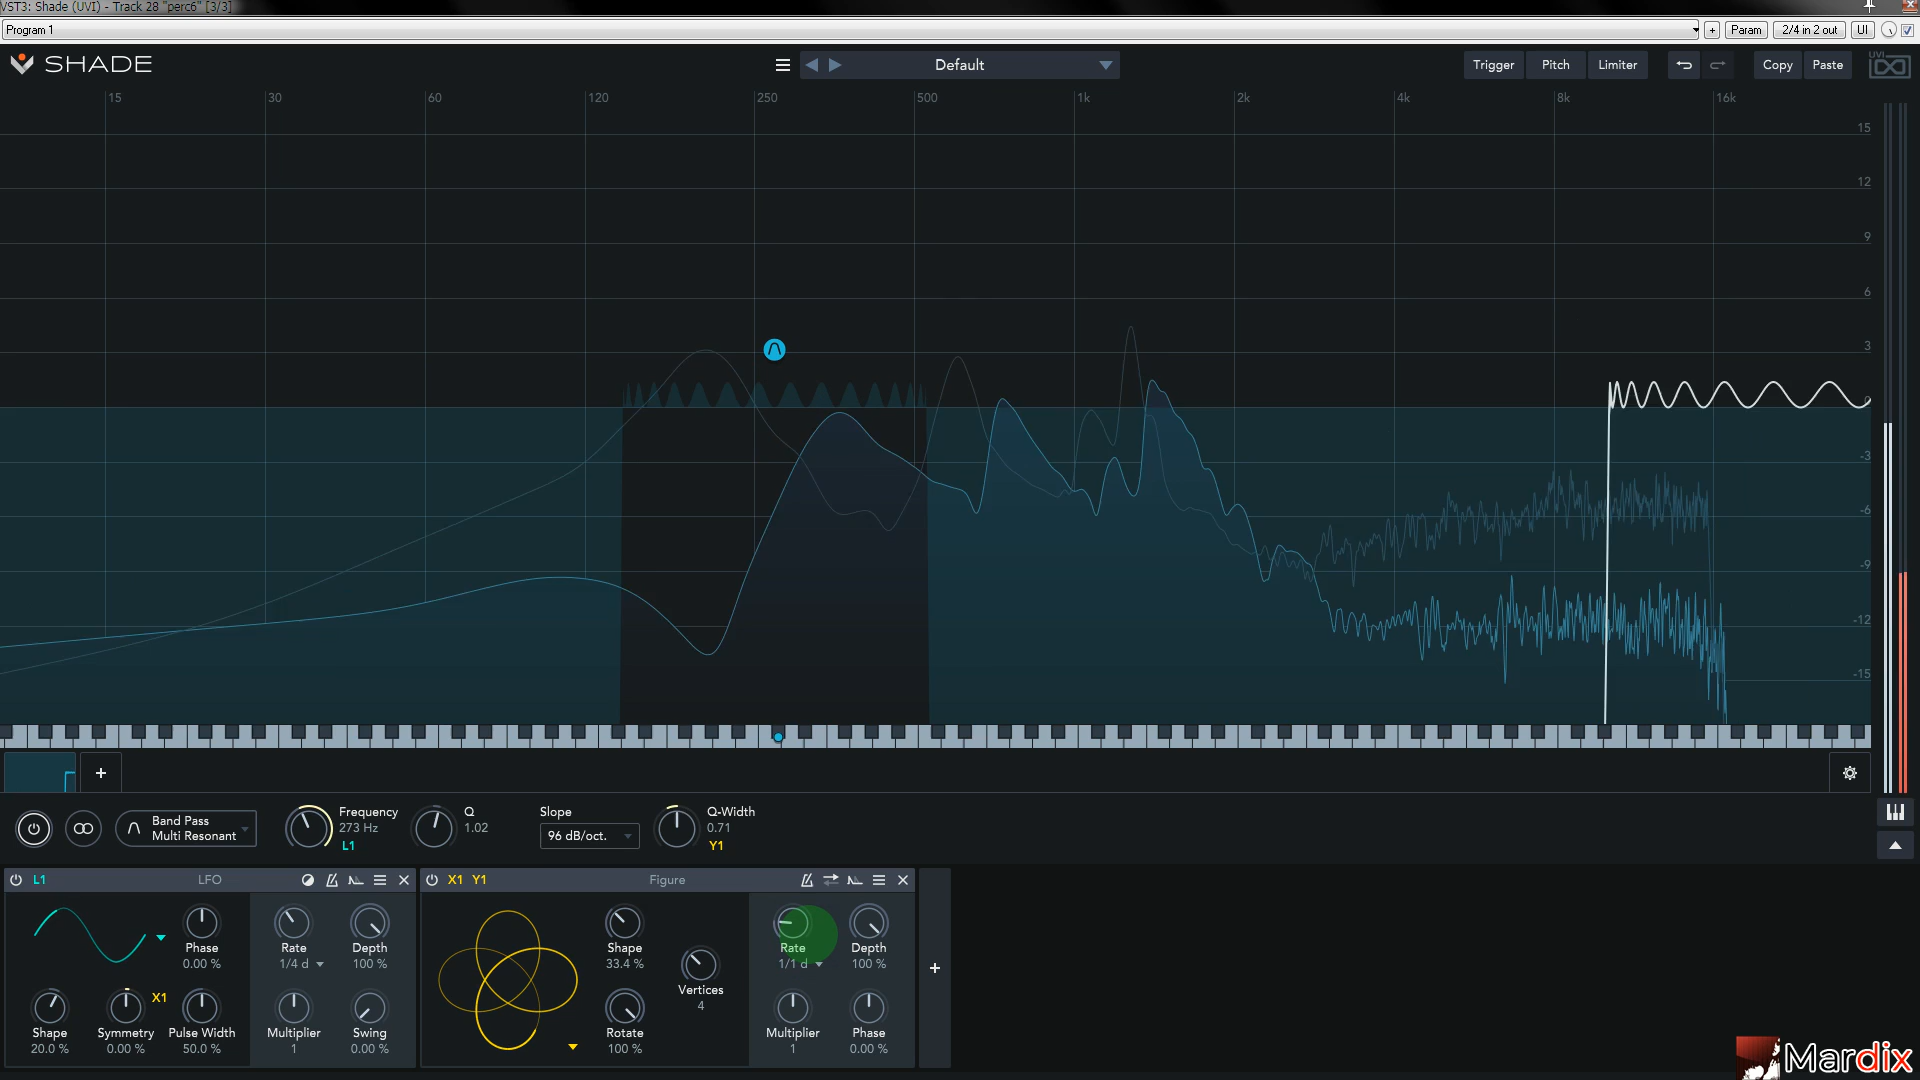 VST3: Shade (UVI) - Track 28 "perc6" [3/3]
Program 1
+ Param 2/4 in 2 out UI
SHADE
Default
Trigger Pitch Limiter Copy Paste
UVI
15 30 60 120 250 500 1k 2k 4k 8k 16k
15
12
9
6
3
0
-3
-6
-9
-12
-15
+
Band Pass
Multi Resonant
Frequency
273 Hz
L1
Q
1.02
Slope
96 dB/oct.
Q-Width
0.71
Y1
L1 LFO
X1 Y1 Figure
Phase
0.00 %
Rate
1/4 d
Depth
100 %
Shape
20.0 %
Symmetry
0.00 %
X1
Pulse Width
50.0 %
Multiplier
1
Swing
0.00 %
Shape
33.4 %
Vertices
4
Rotate
100 %
Rate
1/1 d
Depth
100 %
Multiplier
1
Phase
0.00 %
+
Mardix